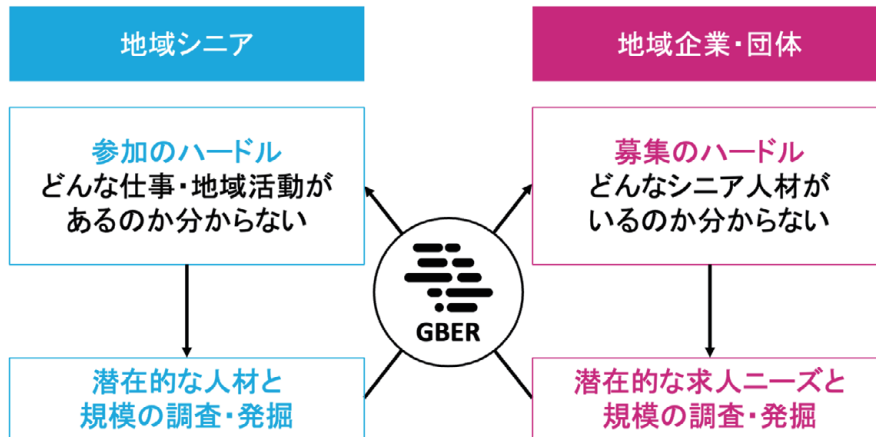 地域シニア
地域企業・団体
参加のハードル
どんな仕事・地域活動が
あるのか分からない
募集のハードル
どんなシニア人材が
いるのか分からない
GBER
潜在的な人材と
規模の調査・発掘
潜在的な求人ニーズと
規模の調査・発掘